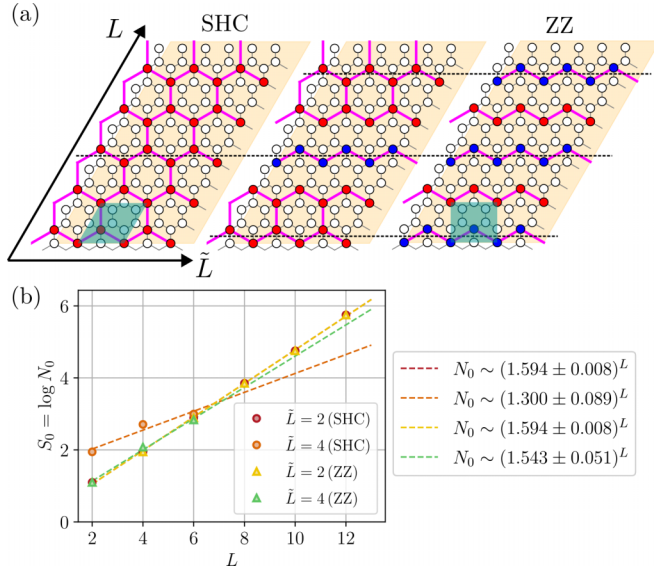 (a)
L
SHC
ZZ
L̃
(b)
S₀ = log N₀
6
4
2
0
2
4
6
8
10
12
L
L̃ = 2 (SHC)
L̃ = 4 (SHC)
L̃ = 2 (ZZ)
L̃ = 4 (ZZ)
N₀ ∼ (1.594 ± 0.008)ᴸ
N₀ ∼ (1.300 ± 0.089)ᴸ
N₀ ∼ (1.594 ± 0.008)ᴸ
N₀ ∼ (1.543 ± 0.051)ᴸ